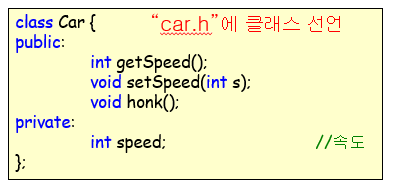 class Car { "car.h"에 클래스 선언
public:
int getSpeed();
void setSpeed(int s);
void honk();
private:
int speed; //속도
};